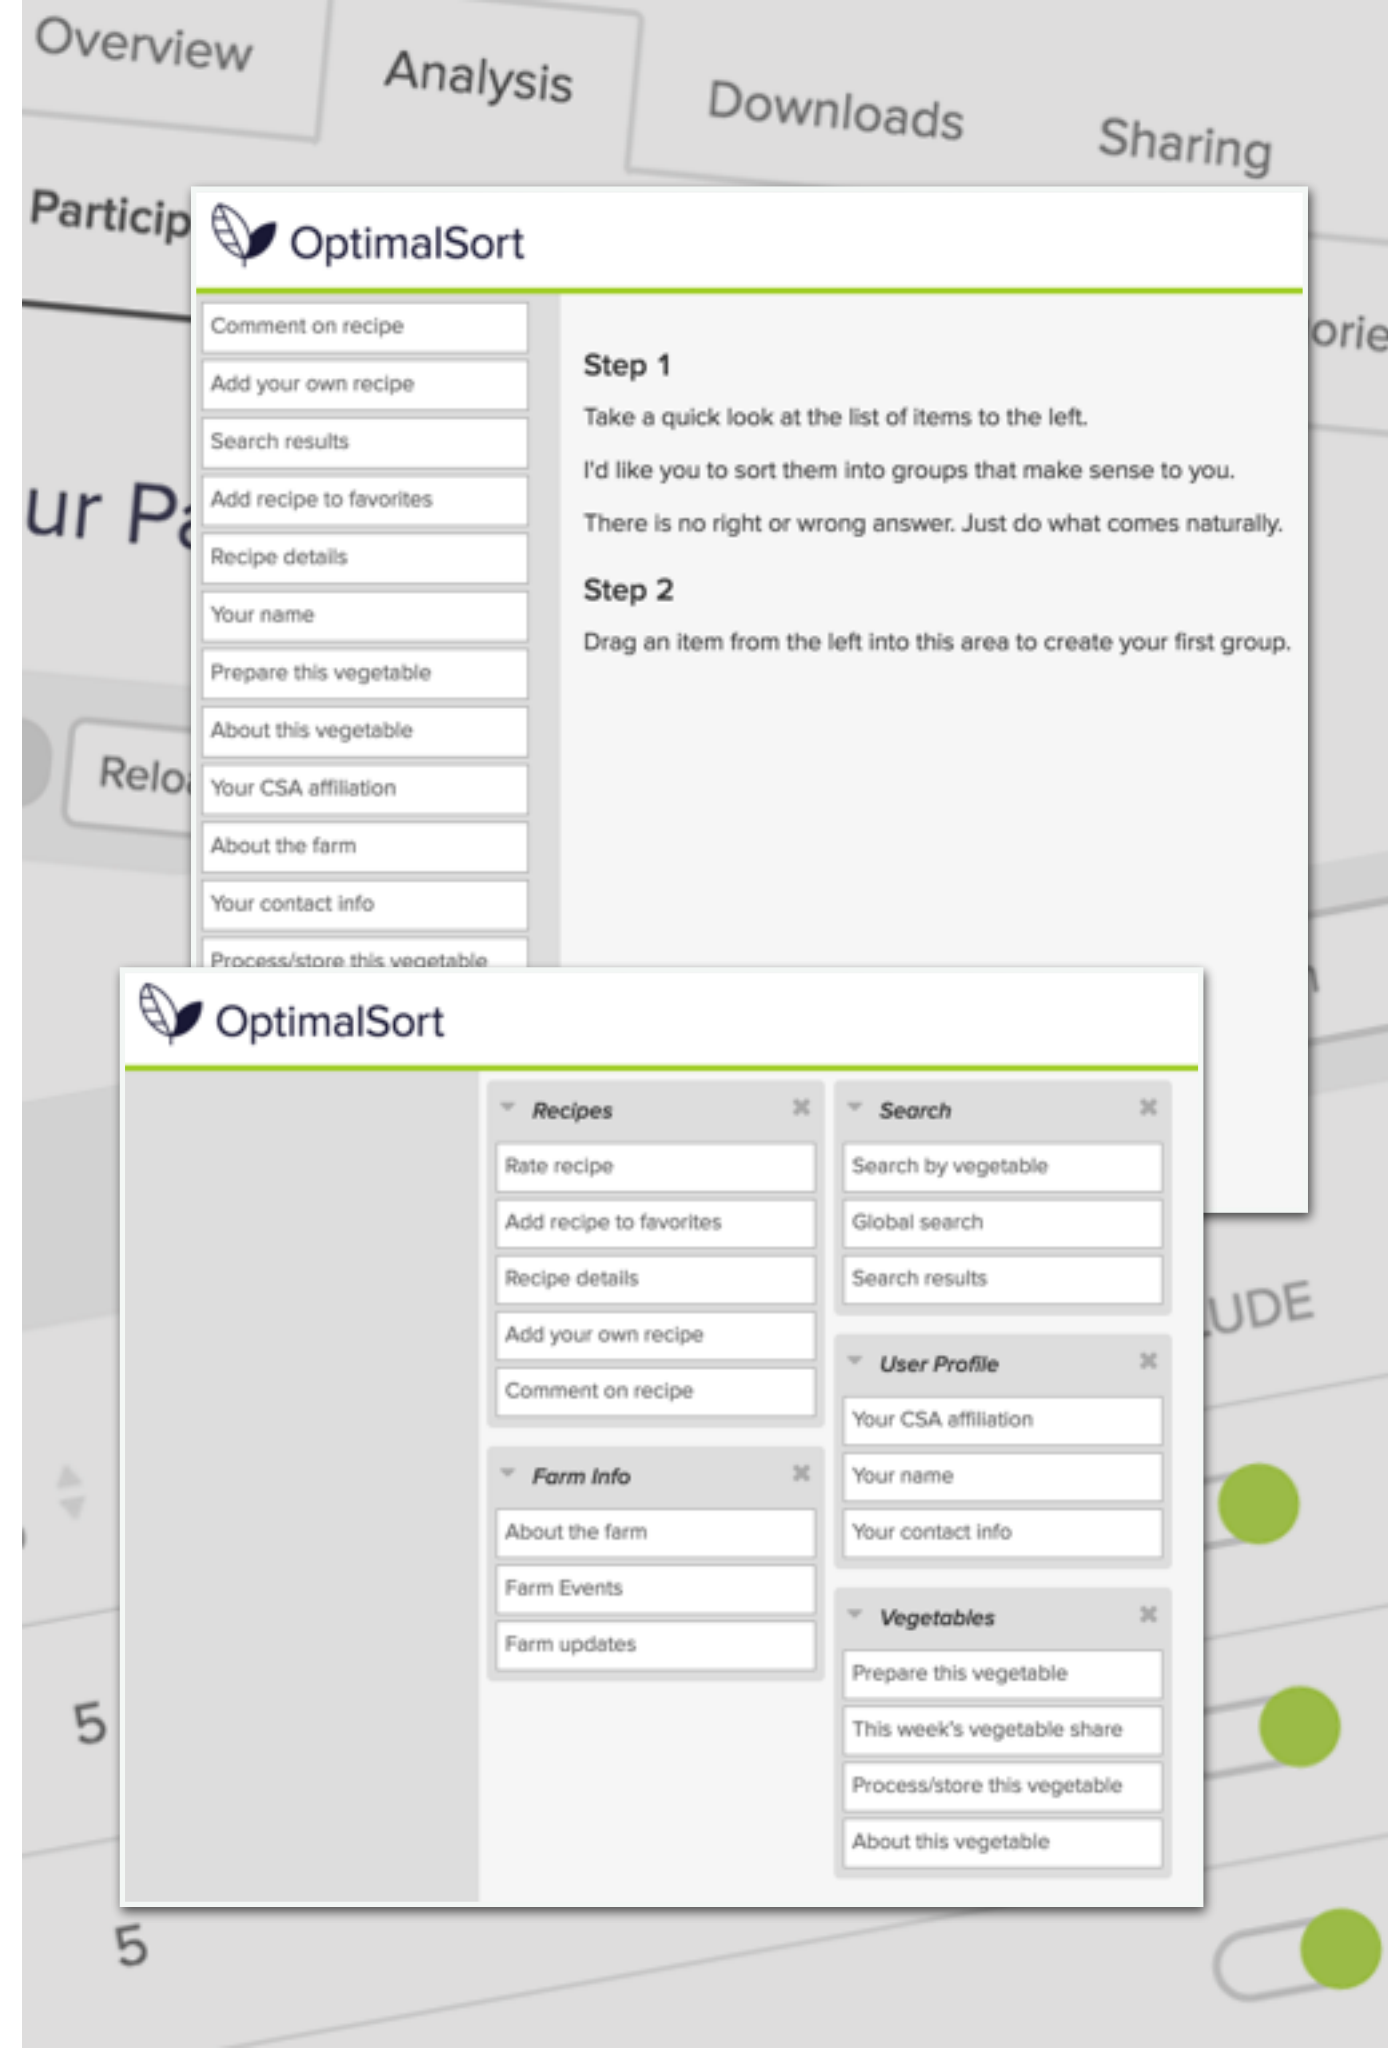 Overview
Analysis
Downloads
Sharing
OptimalSort
Comment on recipe
Add your own recipe
Search results
Add recipe to favorites
Recipe details
Your name
Prepare this vegetable
About this vegetable
Your CSA affiliation
About the farm
Your contact info
Process/store this vegetable
Step 1
Take a quick look at the list of items to the left.
I'd like you to sort them into groups that make sense to you.
There is no right or wrong answer. Just do what comes naturally.
Step 2
Drag an item from the left into this area to create your first group.
OptimalSort
Recipes
Rate recipe
Add recipe to favorites
Recipe details
Add your own recipe
Comment on recipe
Farm Info
About the farm
Farm Events
Farm updates
Search
Search by vegetable
Global search
Search results
User Profile
Your CSA affiliation
Your name
Your contact info
Vegetables
Prepare this vegetable
This week's vegetable share
Process/store this vegetable
About this vegetable
5
5